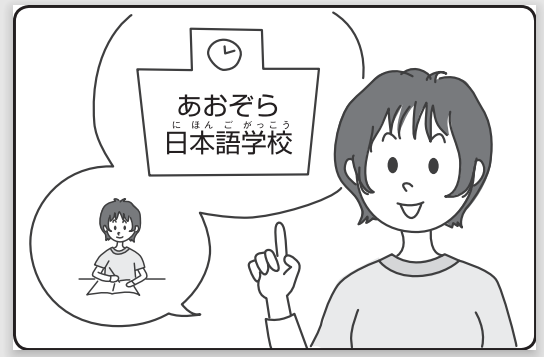 あおぞら
に ほん ご がっこう
日本語学校